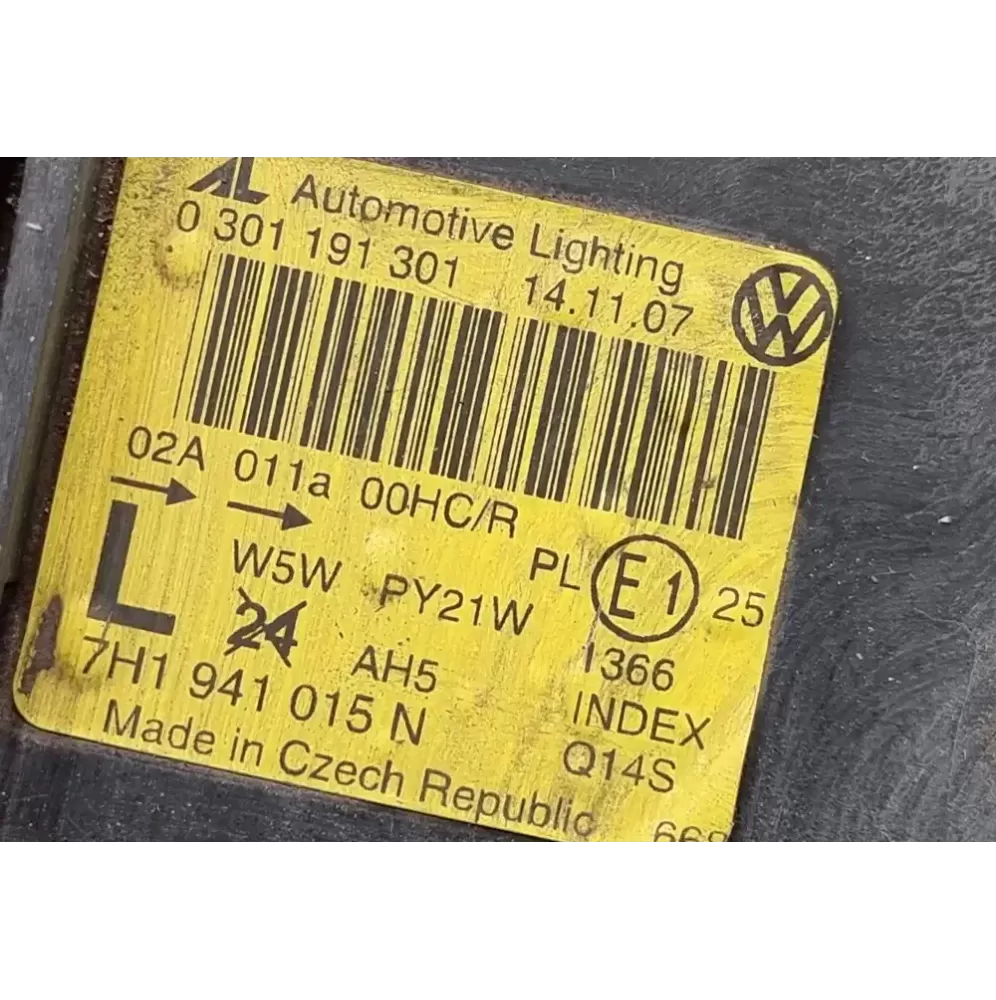 AL Automotive Lighting
0 301 191 301 14.11.07
02A 011a 00HC/R
L W5W PY21W PL E1 25
24 AH5 1366
7H1 941 015 N INDEX
Made in Czech Republic Q14S